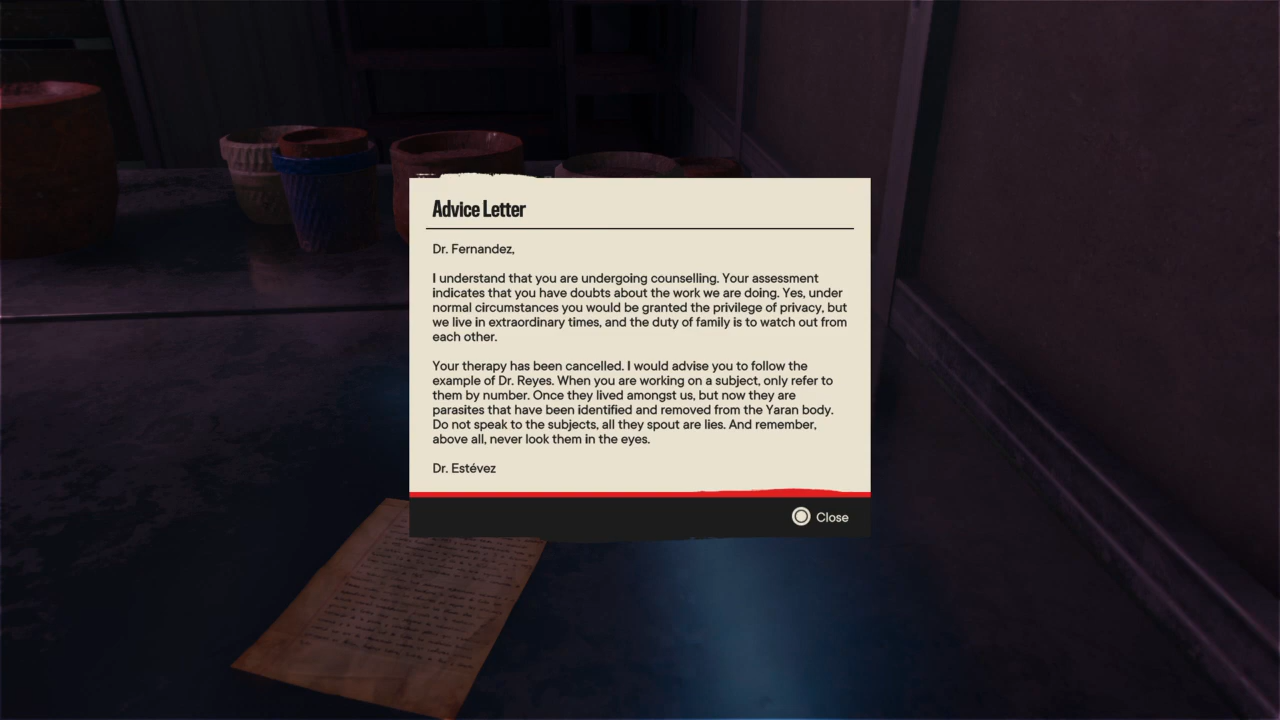 Advice Letter
Dr. Fernandez,
I understand that you are undergoing counselling. Your assessment
indicates that you have doubts about the work we are doing. Yes, under
normal circumstances you would be granted the privilege of privacy, but
we live in extraordinary times, and the duty of family is to watch out from
each other.
Your therapy has been cancelled. I would advise you to follow the
example of Dr. Reyes. When you are working on a subject, only refer to
them by number. Once they lived amongst us, but now they are
parasites that have been identified and removed from the Yaran body.
Do not speak to the subjects, all they spout are lies. And remember,
above all, never look them in the eyes.
Dr. Estévez
Close